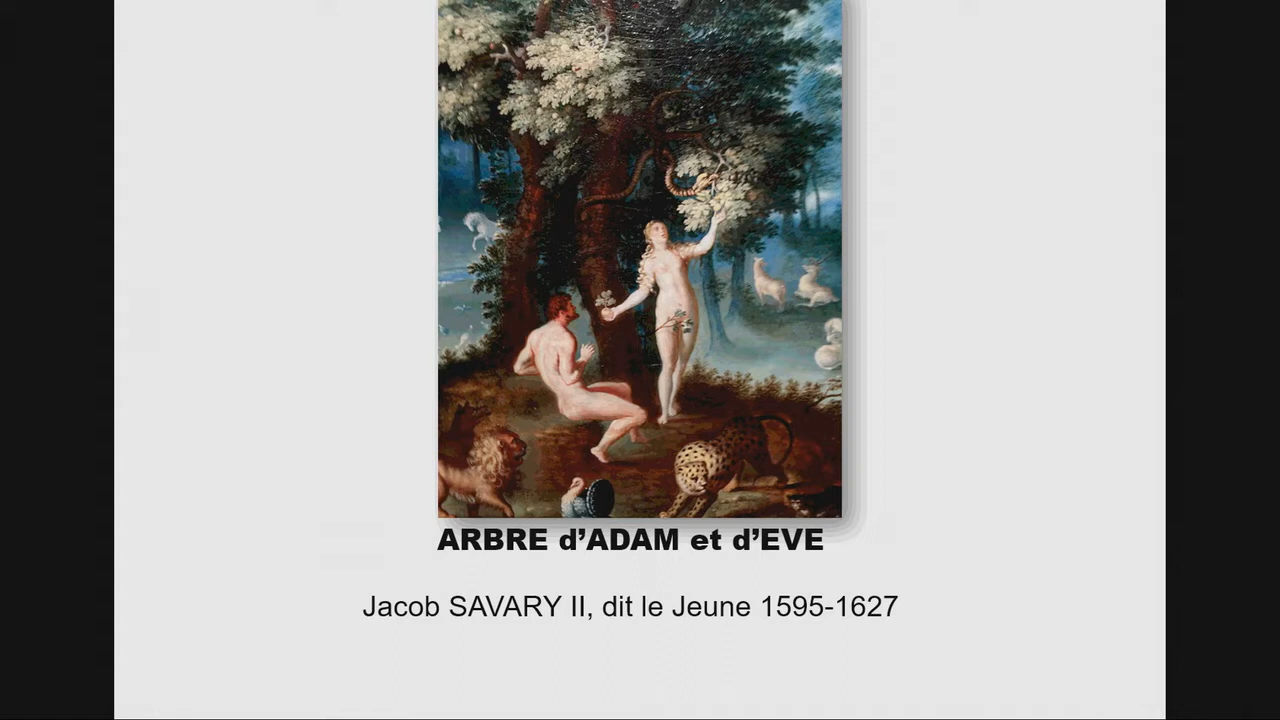 ARBRE d’ADAM et d’EVE
Jacob SAVARY II, dit le Jeune 1595-1627